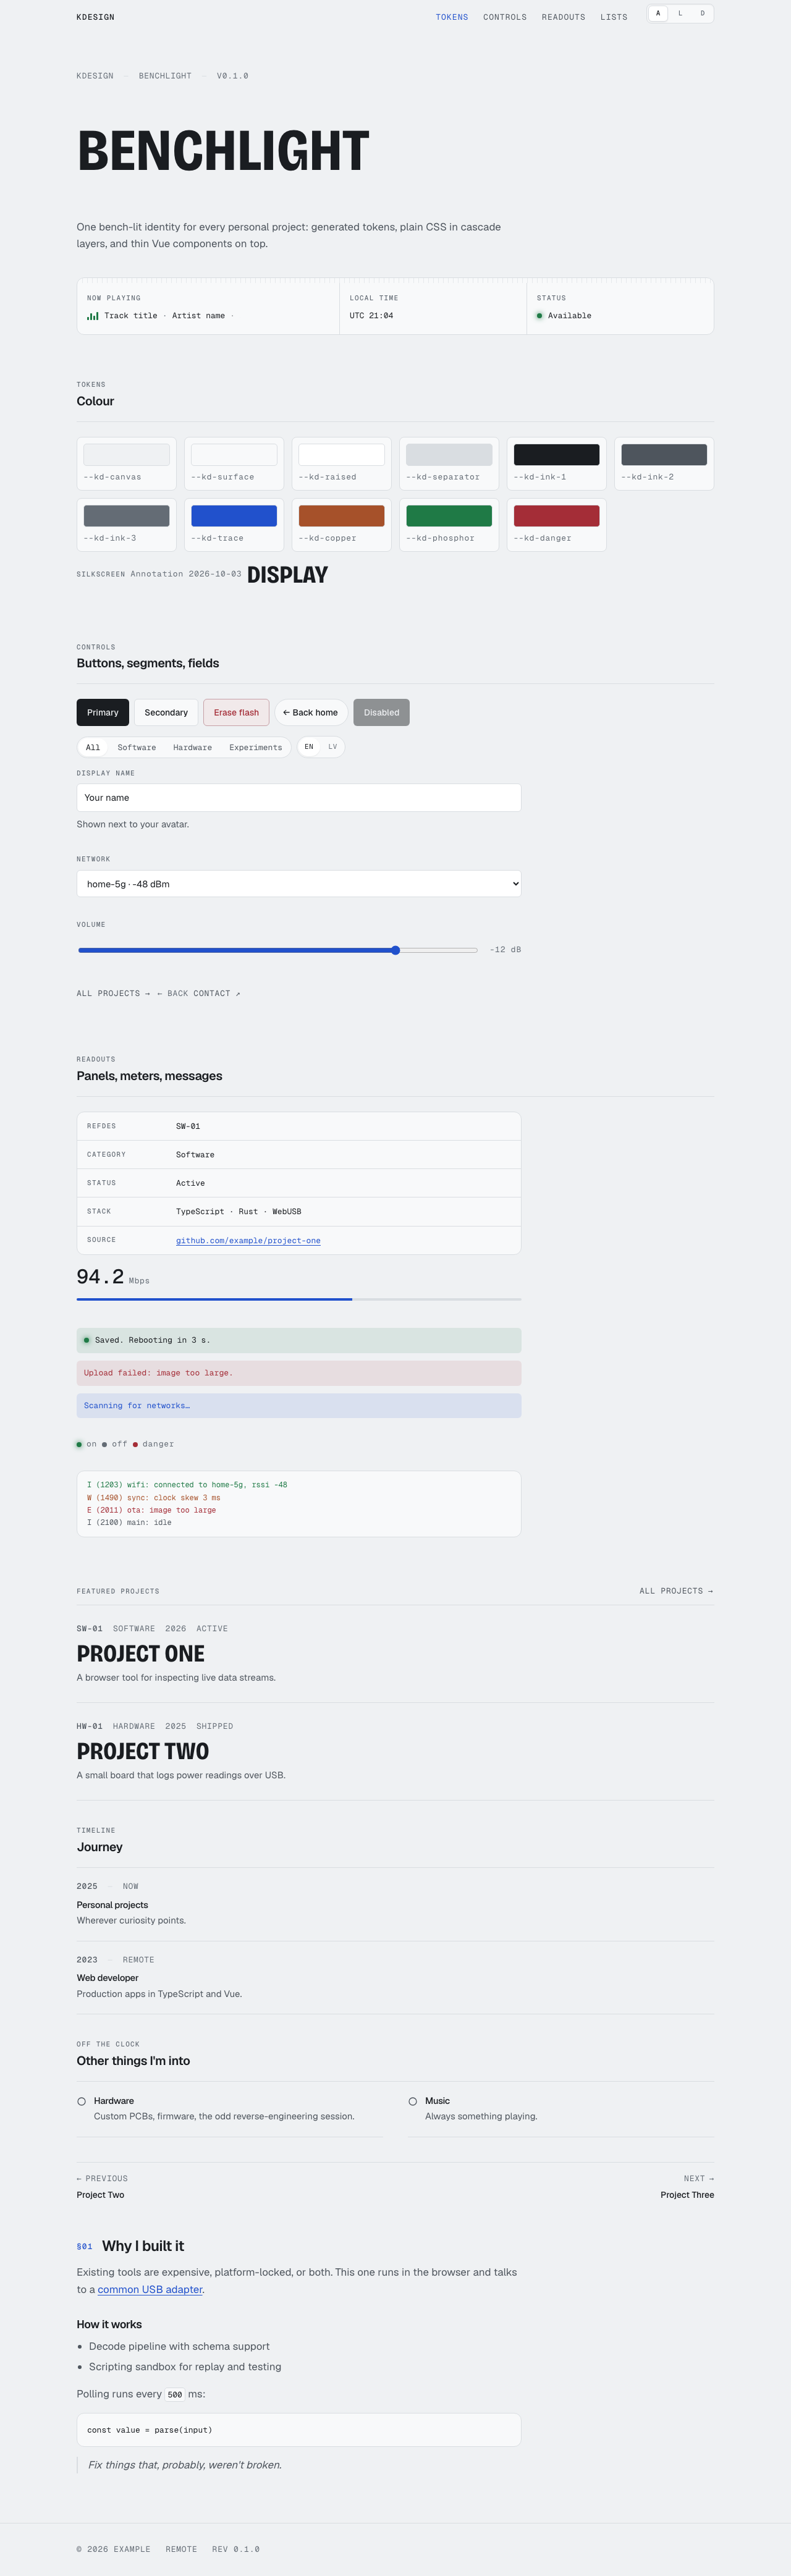 KDESIGN
TOKENS CONTROLS READOUTS LISTS A L D
KDESIGN · BENCHLIGHT · V0.1.0
BENCHLIGHT
One bench-lit identity for every personal project: generated tokens, plain CSS in cascade
layers, and thin Vue components on top.
NOW PLAYING
Track title · Artist name ·
LOCAL TIME
UTC 21:04
STATUS
Available
TOKENS
Colour
--kd-canvas
--kd-surface
--kd-raised
--kd-separator
--kd-ink-1
--kd-ink-2
--kd-ink-3
--kd-trace
--kd-copper
--kd-phosphor
--kd-danger
SILKSCREEN Annotation 2026-10-03 DISPLAY
CONTROLS
Buttons, segments, fields
Primary Secondary Erase flash ← Back home Disabled
All Software Hardware Experiments EN LV
DISPLAY NAME
Your name
Shown next to your avatar.
NETWORK
home-5g · -48 dBm
VOLUME
-12 dB
ALL PROJECTS → ← BACK CONTACT ↗
READOUTS
Panels, meters, messages
REFDES SW-01
CATEGORY Software
STATUS Active
STACK TypeScript · Rust · WebUSB
SOURCE github.com/example/project-one
94.2 Mbps
Saved. Rebooting in 3 s.
Upload failed: image too large.
Scanning for networks…
on off danger
I (1203) wifi: connected to home-5g, rssi -48
W (1490) sync: clock skew 3 ms
E (2011) ota: image too large
I (2100) main: idle
FEATURED PROJECTS ALL PROJECTS →
SW-01 SOFTWARE 2026 ACTIVE
PROJECT ONE
A browser tool for inspecting live data streams.
HW-01 HARDWARE 2025 SHIPPED
PROJECT TWO
A small board that logs power readings over USB.
TIMELINE
Journey
2025 · NOW
Personal projects
Wherever curiosity points.
2023 · REMOTE
Web developer
Production apps in TypeScript and Vue.
OFF THE CLOCK
Other things I'm into
Hardware
Custom PCBs, firmware, the odd reverse-engineering session.
Music
Always something playing.
← PREVIOUS
Project Two
NEXT →
Project Three
§01 Why I built it
Existing tools are expensive, platform-locked, or both. This one runs in the browser and talks
to a common USB adapter.
How it works
• Decode pipeline with schema support
• Scripting sandbox for replay and testing
Polling runs every 500 ms:
const value = parse(input)
Fix things that, probably, weren't broken.
© 2026 EXAMPLE REMOTE REV 0.1.0